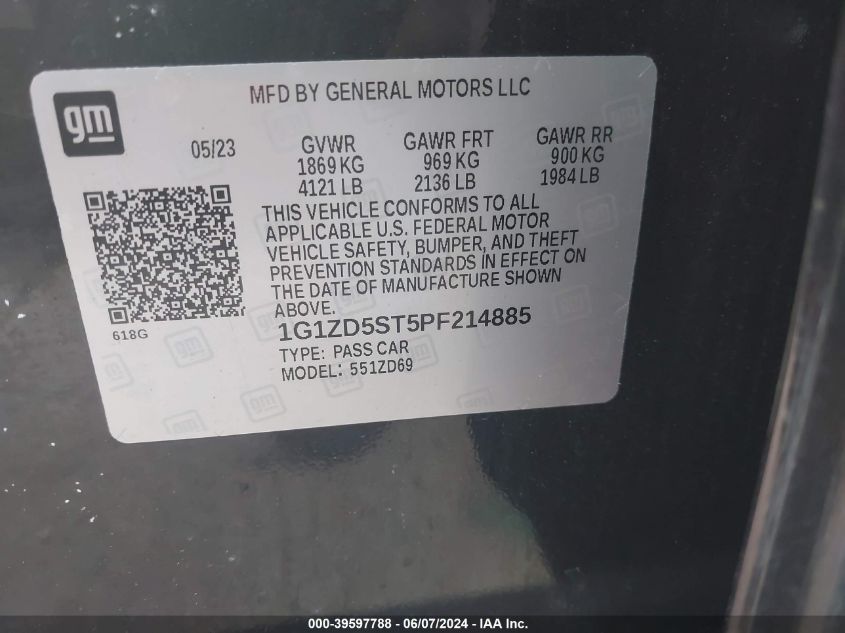 gm
MFD BY GENERAL MOTORS LLC
05/23
GVWR
1869 KG
4121 LB
GAWR FRT
969 KG
2136 LB
GAWR RR
900 KG
1984 LB
THIS VEHICLE CONFORMS TO ALL
APPLICABLE U.S. FEDERAL MOTOR
VEHICLE SAFETY, BUMPER, AND THEFT
PREVENTION STANDARDS IN EFFECT ON
THE DATE OF MANUFACTURE SHOWN
ABOVE.
618G
1G1ZD5ST5PF214885
TYPE: PASS CAR
MODEL: 551ZD69
000-39597788 - 06/07/2024 - IAA Inc.